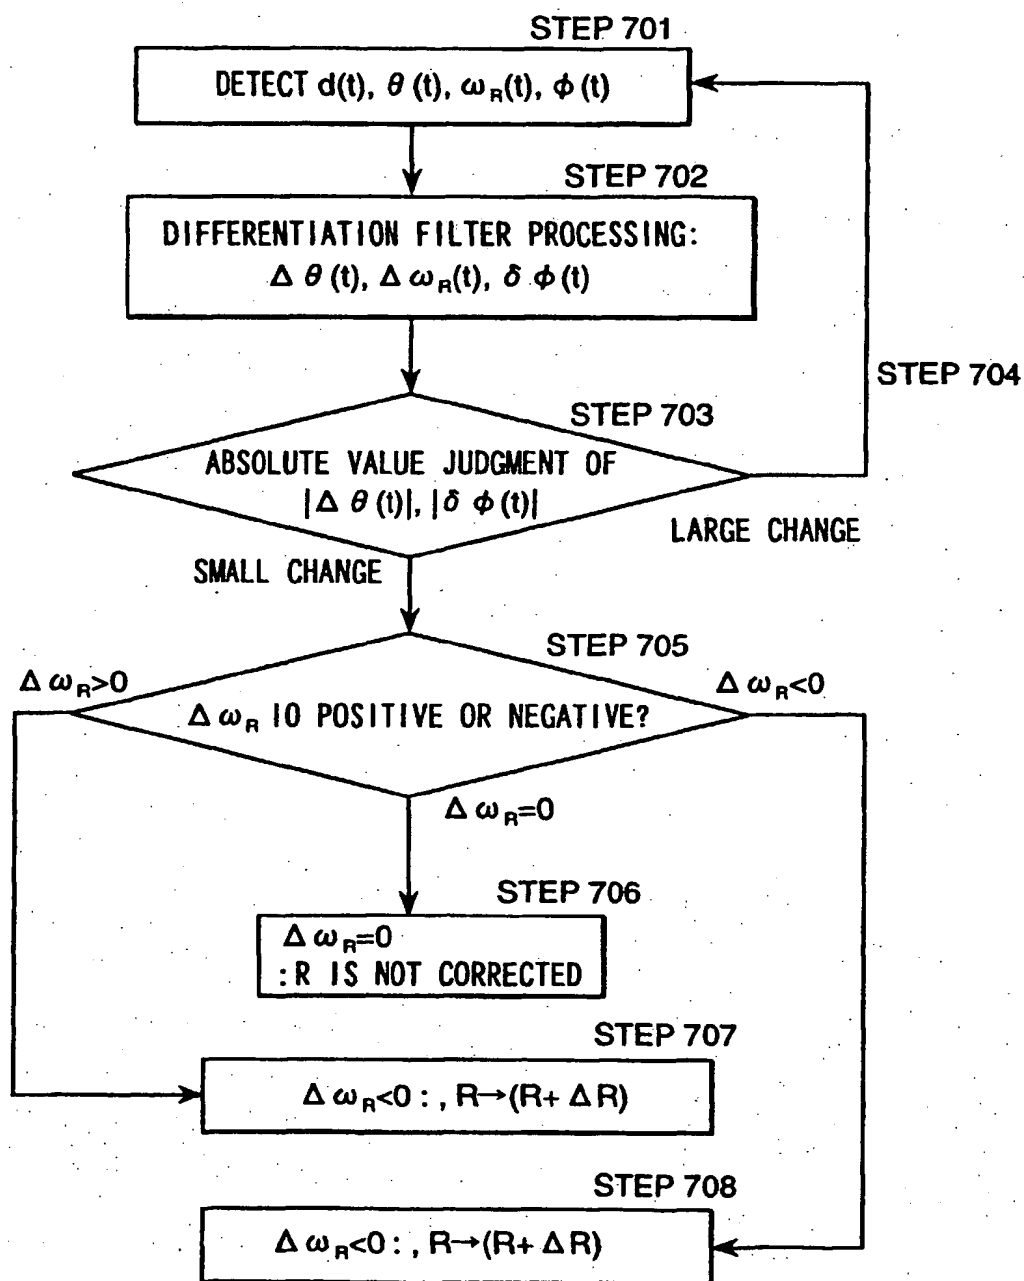 STEP 701
DETECT d(t), θ(t), ω_R(t), φ(t)
STEP 702
DIFFERENTIATION FILTER PROCESSING:
Δθ(t), Δω_R(t), δφ(t)
STEP 704
STEP 703
ABSOLUTE VALUE JUDGMENT OF
|Δθ(t)|, |δφ(t)|
LARGE CHANGE
SMALL CHANGE
STEP 705
Δω_R>0
Δω_R<0
Δω_R IO POSITIVE OR NEGATIVE?
Δω_R=0
STEP 706
Δω_R=0
:R IS NOT CORRECTED
STEP 707
Δω_R<0:, R→(R+ΔR)
STEP 708
Δω_R<0:, R→(R+ΔR)